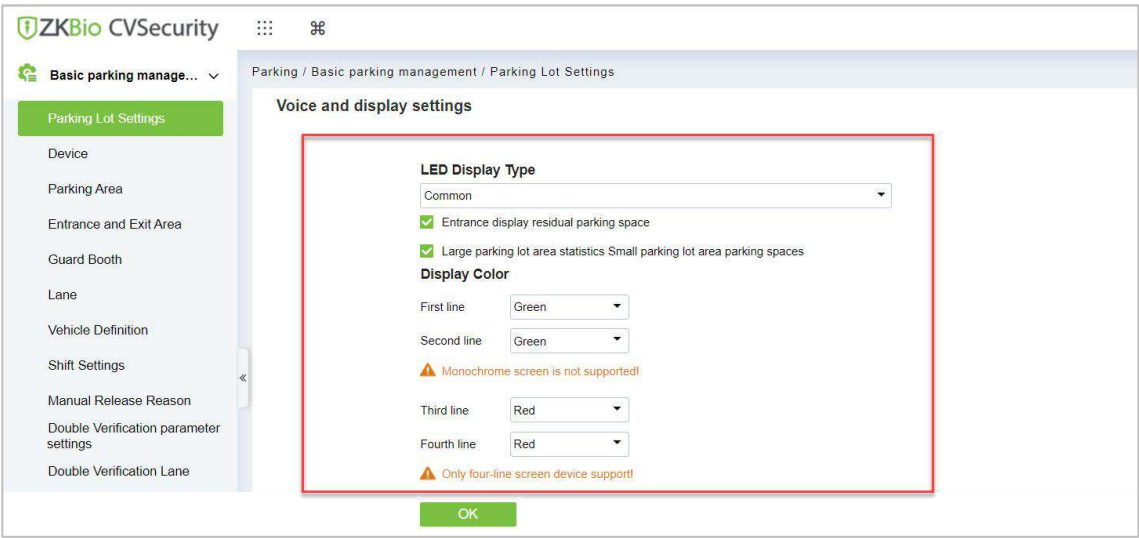 ZKBio CVSecurity
Basic parking manage...
Parking / Basic parking management / Parking Lot Settings
Parking Lot Settings
Device
Parking Area
Entrance and Exit Area
Guard Booth
Lane
Vehicle Definition
Shift Settings
Manual Release Reason
Double Verification parameter
settings
Double Verification Lane
Voice and display settings
LED Display Type
Common
Entrance display residual parking space
Large parking lot area statistics Small parking lot area parking spaces
Display Color
First line Green
Second line Green
Monochrome screen is not supported!
Third line Red
Fourth line Red
Only four-line screen device support!
OK